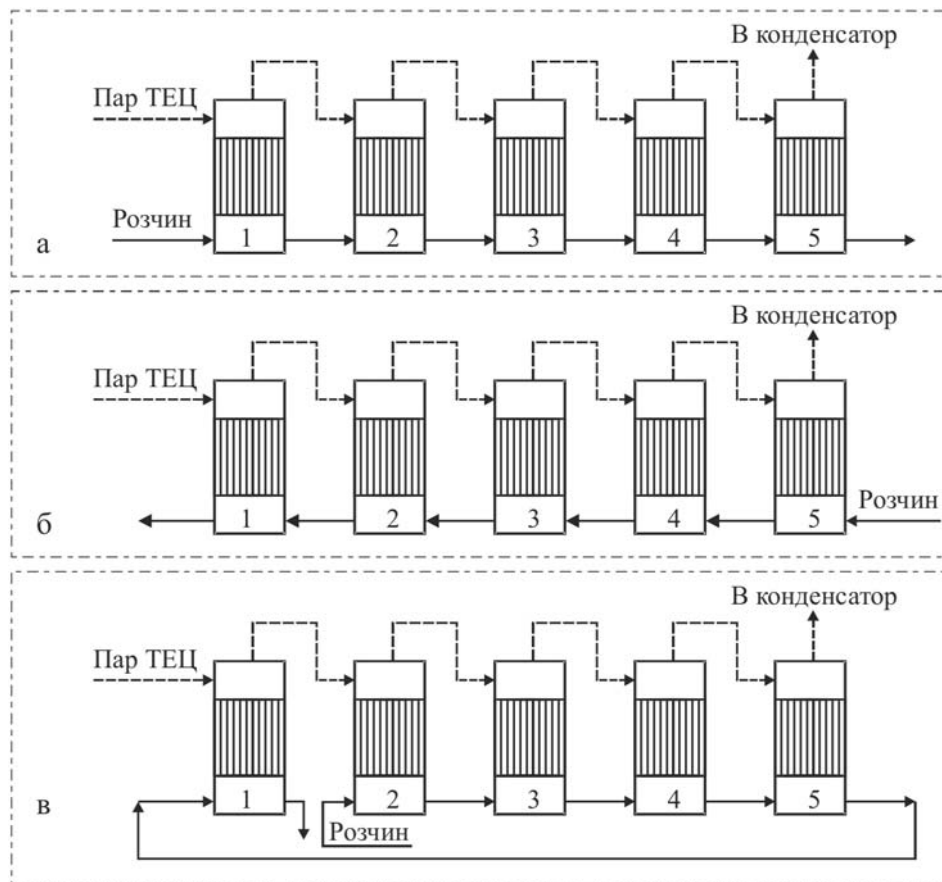 В конденсатор
Пар ТЕЦ
Розчин
а
1 2 3 4 5
В конденсатор
Пар ТЕЦ
Розчин
б
1 2 3 4 5
В конденсатор
Пар ТЕЦ
в
1 2 3 4 5
Розчин